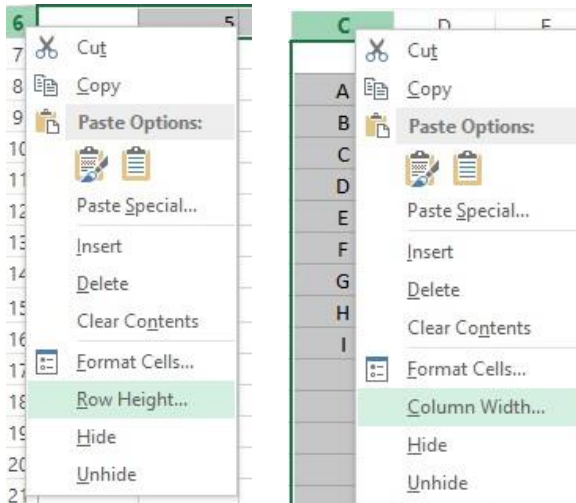 6 5
7
8
9
10
11
12
13
14
15
16
17
18
19
20
21
Cut
Copy
Paste Options:
Paste Special...
Insert
Delete
Clear Contents
Format Cells...
Row Height...
Hide
Unhide
C D E
A
B
C
D
E
F
G
H
I
Cut
Copy
Paste Options:
Paste Special...
Insert
Delete
Clear Contents
Format Cells...
Column Width...
Hide
Unhide